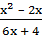 x² − 2x
6x + 4